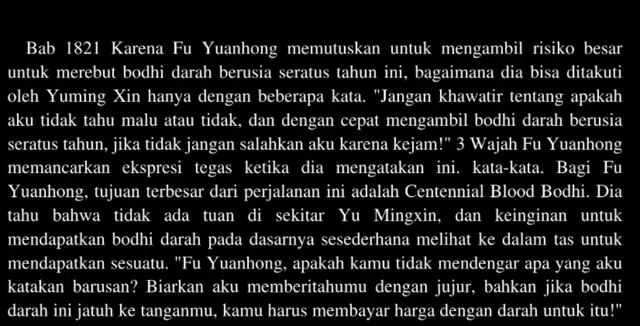 Bab 1821 Karena Fu Yuanhong memutuskan untuk mengambil risiko besar
untuk merebut bodhi darah berusia seratus tahun ini, bagaimana dia bisa ditakuti
oleh Yuming Xin hanya dengan beberapa kata. "Jangan khawatir tentang apakah
aku tidak tahu malu atau tidak, dan dengan cepat mengambil bodhi darah berusia
seratus tahun, jika tidak jangan salahkan aku karena kejam!" 3 Wajah Fu Yuanhong
memancarkan ekspresi tegas ketika dia mengatakan ini. kata-kata. Bagi Fu
Yuanhong, tujuan terbesar dari perjalanan ini adalah Centennial Blood Bodhi. Dia
tahu bahwa tidak ada tuan di sekitar Yu Mingxin, dan keinginan untuk
mendapatkan bodhi darah pada dasarnya sesederhana melihat ke dalam tas untuk
mendapatkan sesuatu. "Fu Yuanhong, apakah kamu tidak mendengar apa yang aku
katakan barusan? Biarkan aku memberitahumu dengan jujur, bahkan jika bodhi
darah ini jatuh ke tanganmu, kamu harus membayar harga dengan darah untuk itu!"